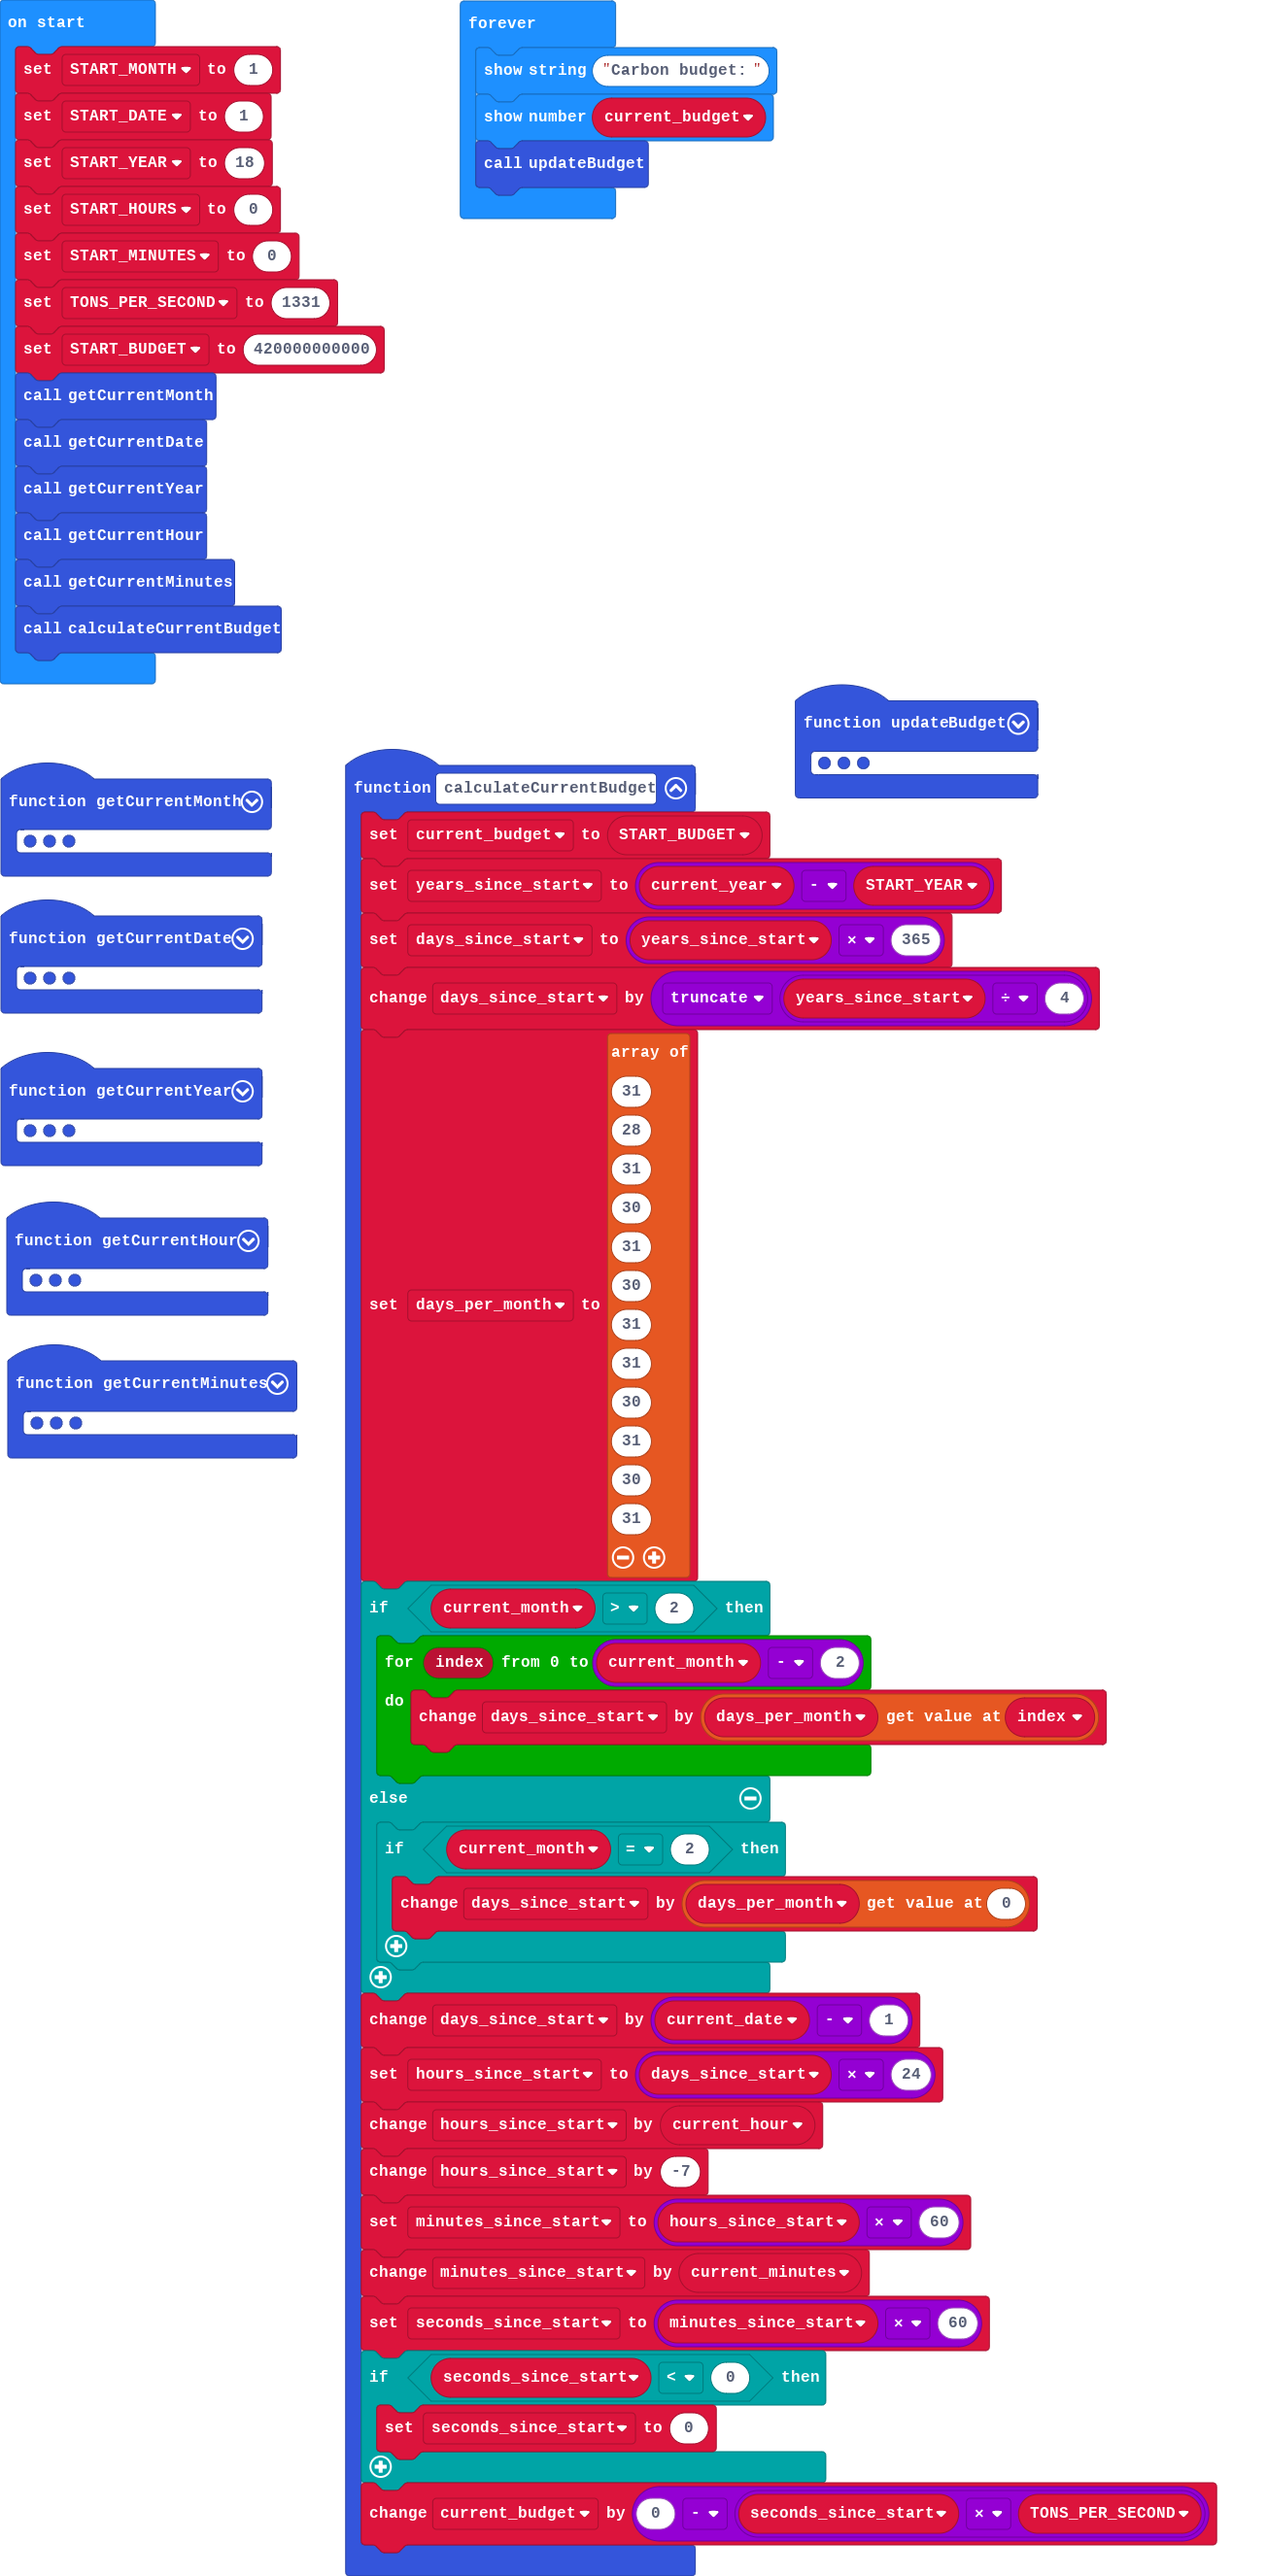 on start
set START_MONTH to 1
set START_DATE to 1
set START_YEAR to 18
set START_HOURS to 0
set START_MINUTES to 0
set TONS_PER_SECOND to 1331
set START_BUDGET to 420000000000
call getCurrentMonth
call getCurrentDate
call getCurrentYear
call getCurrentHour
call getCurrentMinutes
call calculateCurrentBudget
forever
show string "Carbon budget: "
show number current_budget
call updateBudget
function updateBudget
function getCurrentMonth
function getCurrentDate
function getCurrentYear
function getCurrentHour
function getCurrentMinutes
function calculateCurrentBudget
set current_budget to START_BUDGET
set years_since_start to current_year - START_YEAR
set days_since_start to years_since_start × 365
change days_since_start by truncate years_since_start ÷ 4
set days_per_month to array of
31
28
31
30
31
30
31
31
30
31
30
31
if current_month > 2 then
for index from 0 to current_month - 2
do change days_since_start by days_per_month get value at index
else
if current_month = 2 then
change days_since_start by days_per_month get value at 0
change days_since_start by current_date - 1
set hours_since_start to days_since_start × 24
change hours_since_start by current_hour
change hours_since_start by -7
set minutes_since_start to hours_since_start × 60
change minutes_since_start by current_minutes
set seconds_since_start to minutes_since_start × 60
if seconds_since_start < 0 then
set seconds_since_start to 0
change current_budget by 0 - seconds_since_start × TONS_PER_SECOND